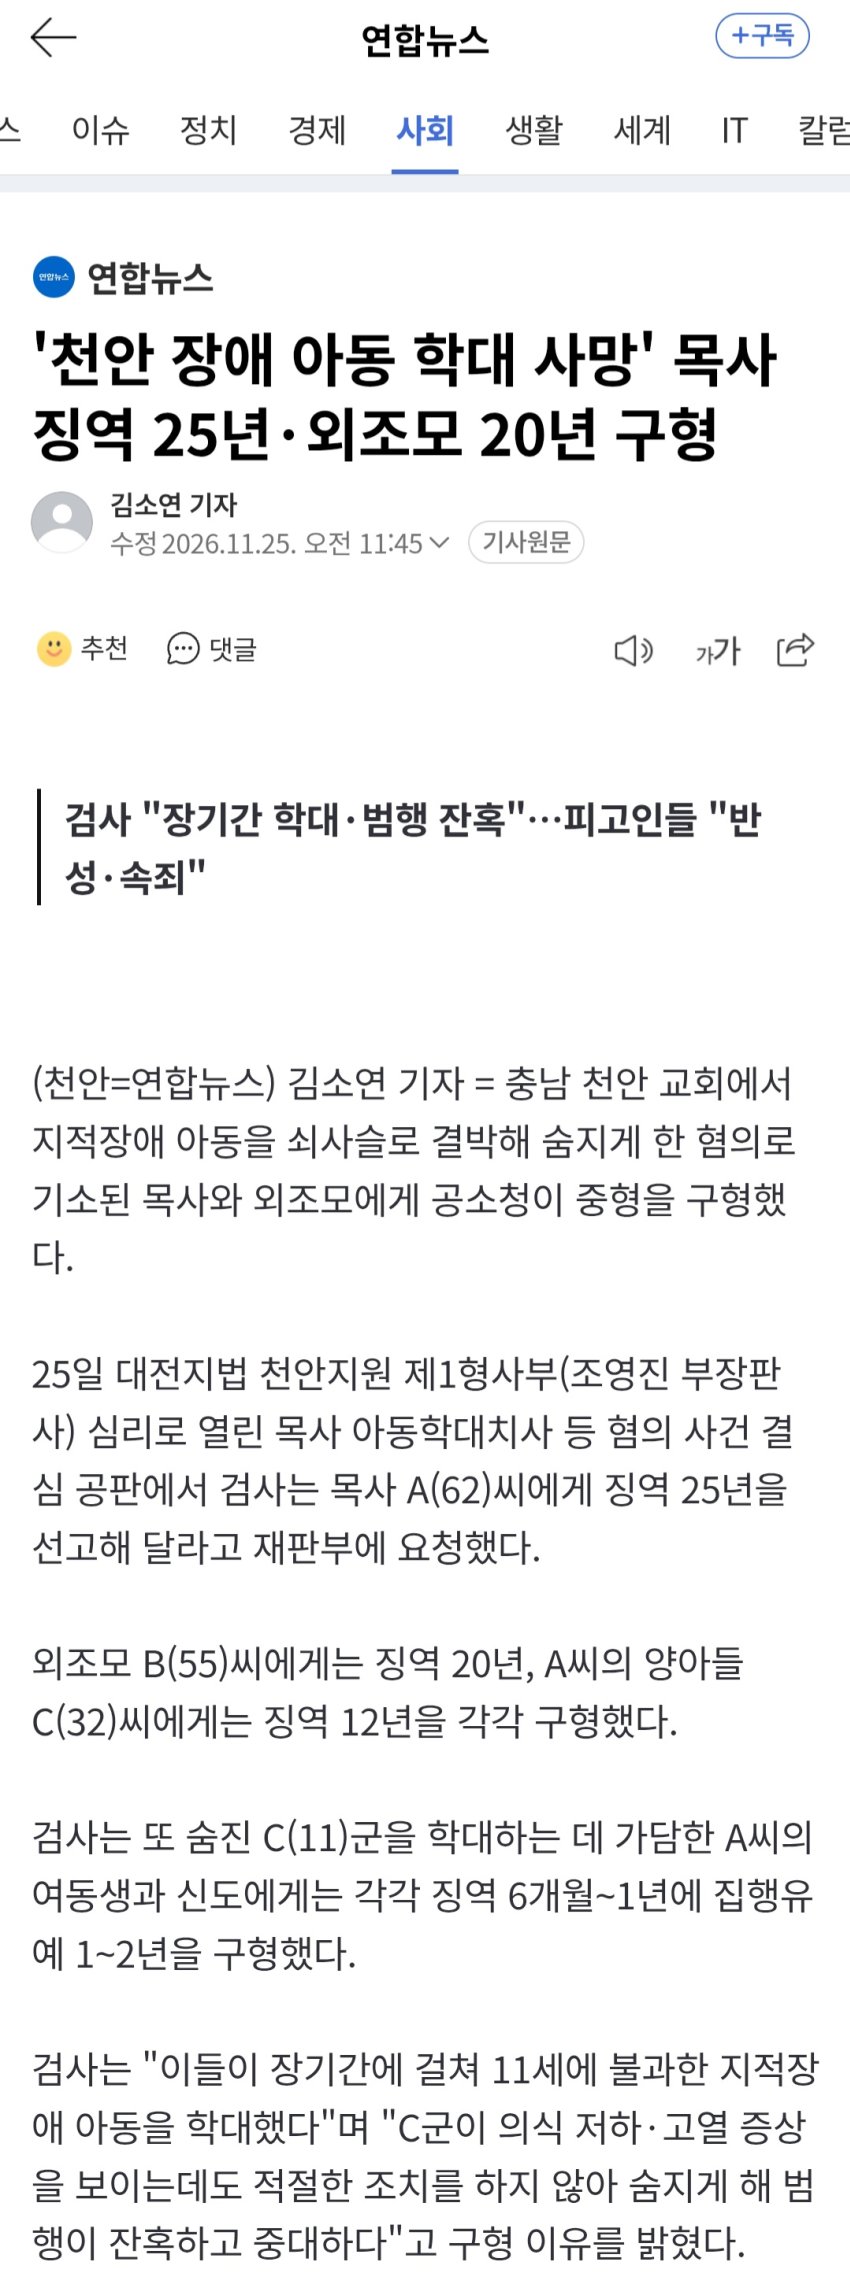 연합뉴스
+구독
스 이슈 정치 경제 사회 생활 세계 IT 칼럼
연합뉴스 연합뉴스
'천안 장애 아동 학대 사망' 목사
징역 25년·외조모 20년 구형
김소연 기자
수정 2026.11.25. 오전 11:45 기사원문
추천 댓글 가가
검사 "장기간 학대·범행 잔혹"…피고인들 "반
성·속죄"
(천안=연합뉴스) 김소연 기자 = 충남 천안 교회에서
지적장애 아동을 쇠사슬로 결박해 숨지게 한 혐의로
기소된 목사와 외조모에게 공소청이 중형을 구형했
다.
25일 대전지법 천안지원 제1형사부(조영진 부장판
사) 심리로 열린 목사 아동학대치사 등 혐의 사건 결
심 공판에서 검사는 목사 A(62)씨에게 징역 25년을
선고해 달라고 재판부에 요청했다.
외조모 B(55)씨에게는 징역 20년, A씨의 양아들
C(32)씨에게는 징역 12년을 각각 구형했다.
검사는 또 숨진 C(11)군을 학대하는 데 가담한 A씨의
여동생과 신도에게는 각각 징역 6개월~1년에 집행유
예 1~2년을 구형했다.
검사는 "이들이 장기간에 걸쳐 11세에 불과한 지적장
애 아동을 학대했다"며 "C군이 의식 저하·고열 증상
을 보이는데도 적절한 조치를 하지 않아 숨지게 해 범
행이 잔혹하고 중대하다"고 구형 이유를 밝혔다.